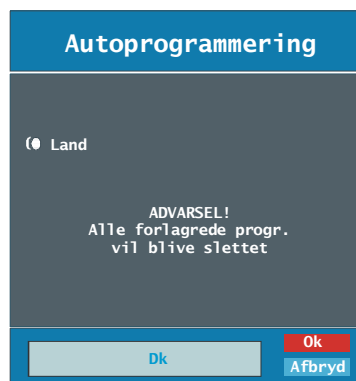 Autoprogrammering
Land
ADVARSEL!
Alle forlagrede progr.
vil blive slettet
Dk
Ok
Afbryd